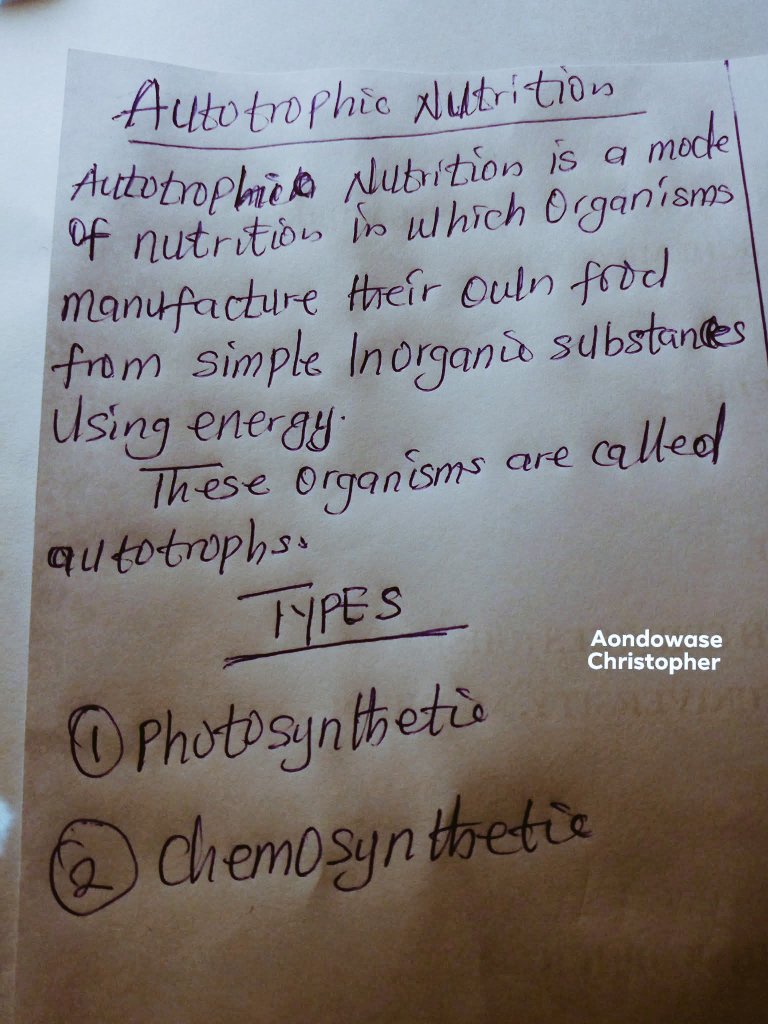 Autotrophic Nutrition
Autotrophic Nutrition is a mode
of nutrition in which Organisms
manufacture their own food
from simple Inorganic substances
Using energy.
These Organisms are called
autotrophs.
TYPES
Aondowase
Christopher
① Photosynthetic
② Chemosynthetic